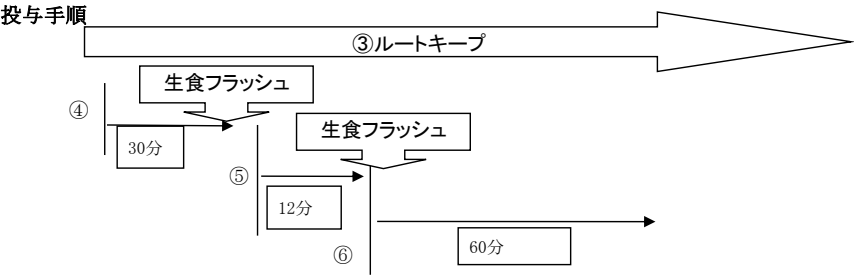 投与手順
③ルートキープ
生食フラッシュ
④
30分
生食フラッシュ
⑤
12分
⑥
60分